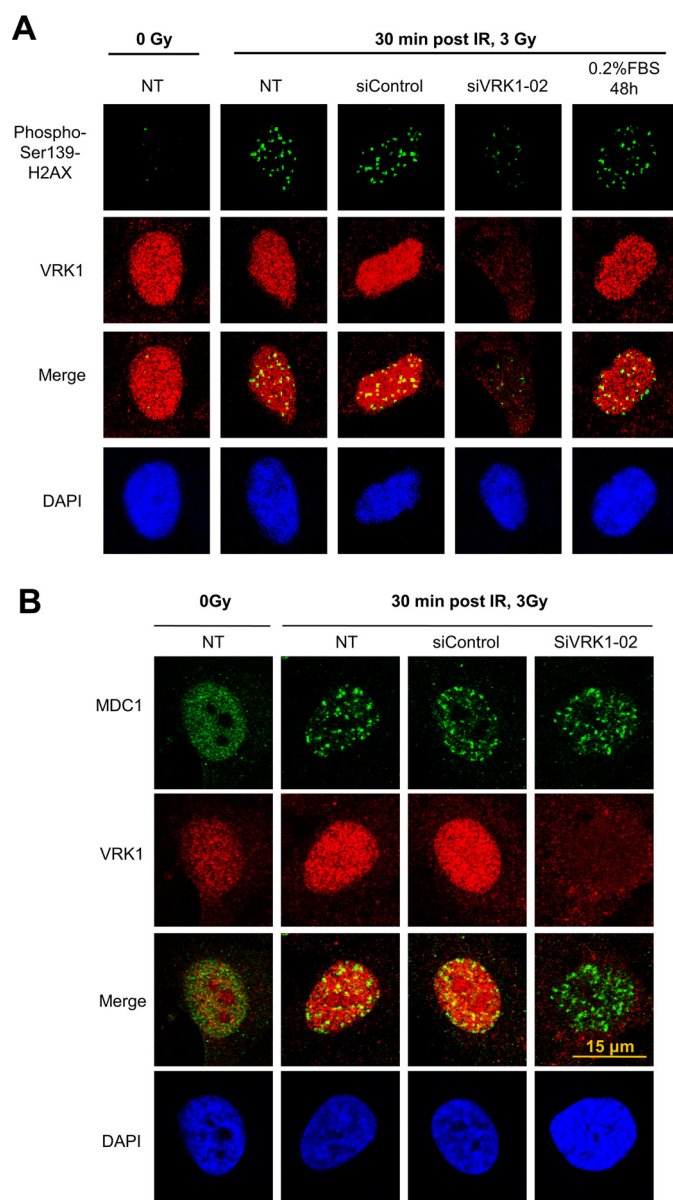 A
0 Gy
30 min post IR, 3 Gy
NT
NT
siControl
siVRK1-02
0.2%FBS
48h
Phospho-
Ser139-
H2AX
VRK1
Merge
DAPI
B
0Gy
30 min post IR, 3Gy
NT
NT
siControl
SiVRK1-02
MDC1
VRK1
Merge
15 µm
DAPI